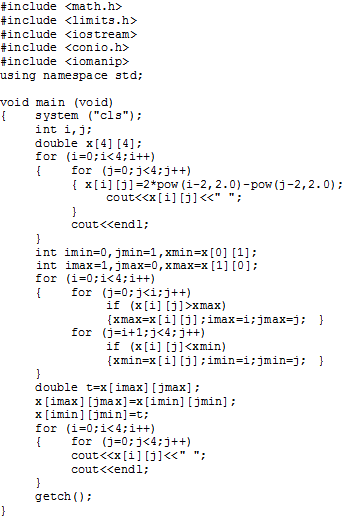 #include <math.h>
#include <limits.h>
#include <iostream>
#include <conio.h>
#include <iomanip>
using namespace std;

void main (void)
{    system ("cls");
     int i,j;
     double x[4][4];
     for (i=0;i<4;i++)
     {    for (j=0;j<4;j++)
          { x[i][j]=2*pow(i-2,2.0)-pow(j-2,2.0);
               cout<<x[i][j]<<" ";
          }
          cout<<endl;
     }
     int imin=0,jmin=1,xmin=x[0][1];
     int imax=1,jmax=0,xmax=x[1][0];
     for (i=0;i<4;i++)
     {    for (j=0;j<i;j++)
               if (x[i][j]>xmax)
               {xmax=x[i][j];imax=i;jmax=j; }
          for (j=i+1;j<4;j++)
               if (x[i][j]<xmin)
               {xmin=x[i][j];imin=i;jmin=j; }
     }
     double t=x[imax][jmax];
     x[imax][jmax]=x[imin][jmin];
     x[imin][jmin]=t;
     for (i=0;i<4;i++)
     {    for (j=0;j<4;j++)
          cout<<x[i][j]<<" ";
          cout<<endl;
     }
     getch();
}